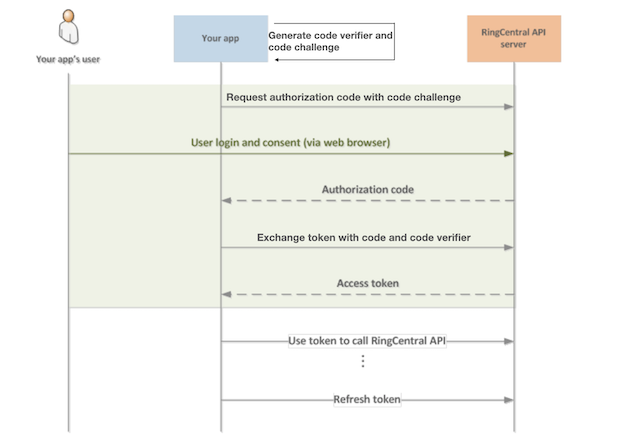 Your app's user
Your app
Generate code verifier and
code challenge
RingCentral API
server
Request authorization code with code challenge
User login and consent (via web browser)
Authorization code
Exchange token with code and code verifier
Access token
Use token to call RingCentral API
Refresh token